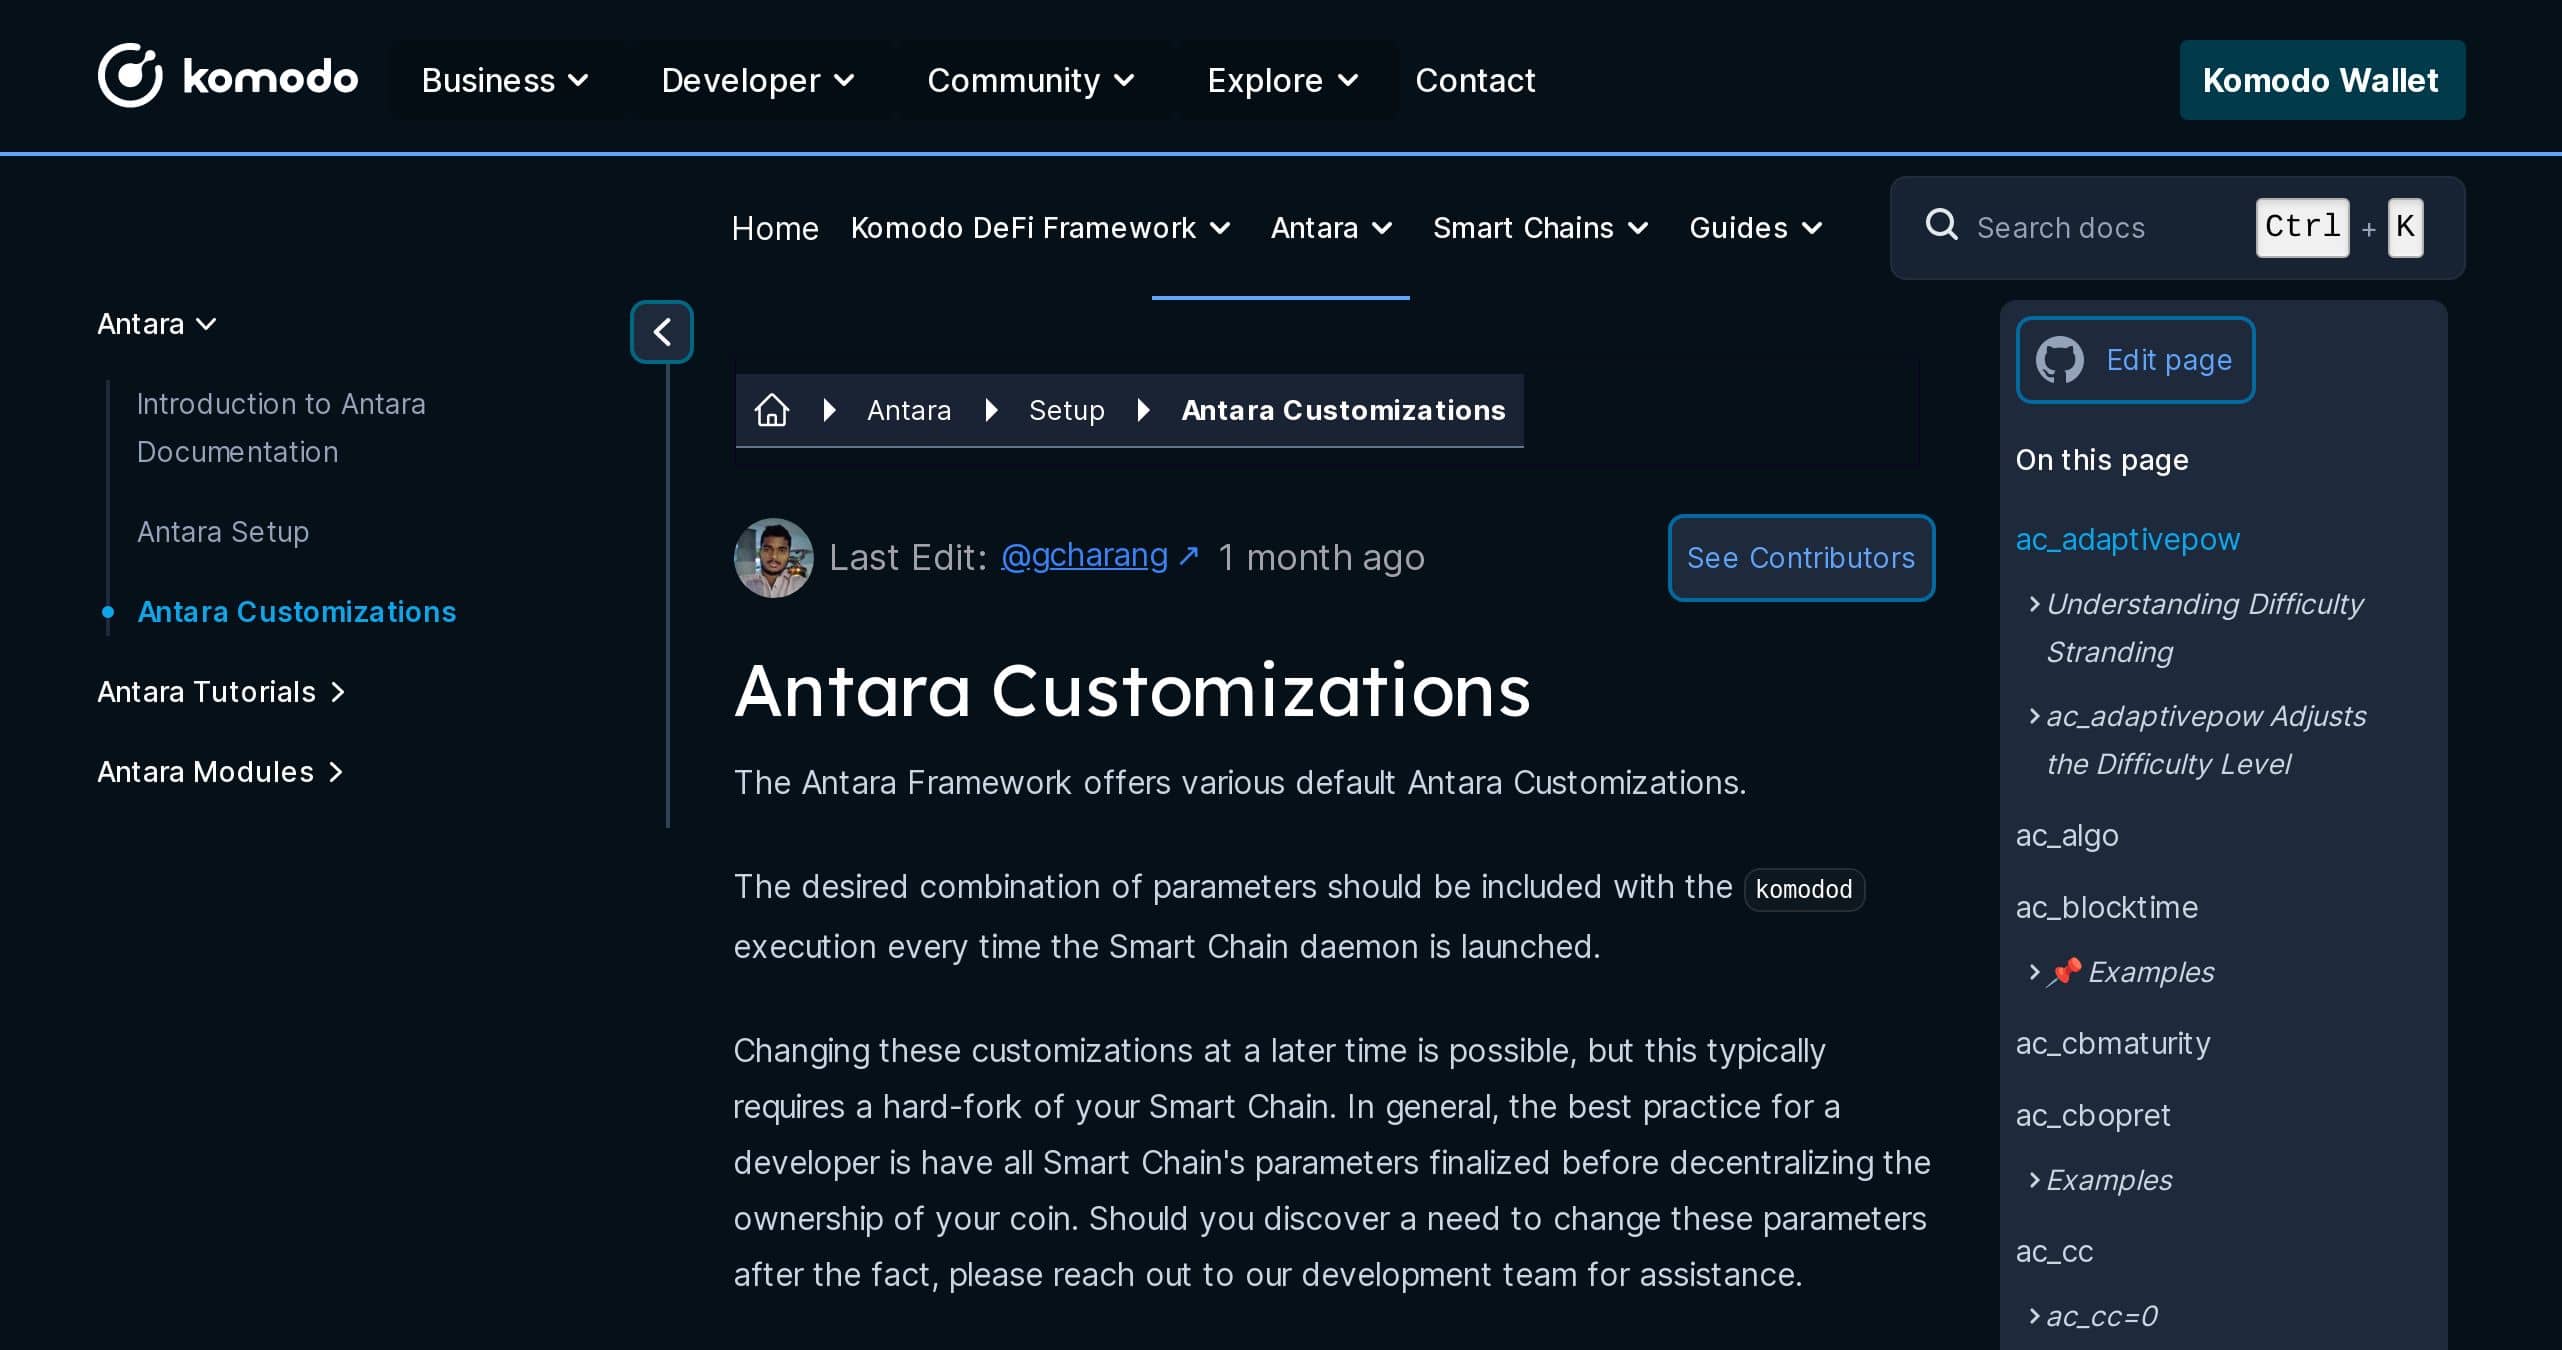 komodo
Business
Developer
Community
Explore
Contact
Komodo Wallet
Home
Komodo DeFi Framework
Antara
Smart Chains
Guides
Search docs
Ctrl + K
Antara
Introduction to Antara
Documentation
Antara Setup
Antara Customizations
Antara Tutorials
Antara Modules
Antara
Setup
Antara Customizations
Last Edit: @gcharang ↗ 1 month ago
See Contributors
Antara Customizations
The Antara Framework offers various default Antara Customizations.
The desired combination of parameters should be included with the komodod
execution every time the Smart Chain daemon is launched.
Changing these customizations at a later time is possible, but this typically
requires a hard-fork of your Smart Chain. In general, the best practice for a
developer is have all Smart Chain's parameters finalized before decentralizing the
ownership of your coin. Should you discover a need to change these parameters
after the fact, please reach out to our development team for assistance.
Edit page
On this page
ac_adaptivepow
Understanding Difficulty
Stranding
ac_adaptivepow Adjusts
the Difficulty Level
ac_algo
ac_blocktime
📌 Examples
ac_cbmaturity
ac_cbopret
Examples
ac_cc
ac_cc=0